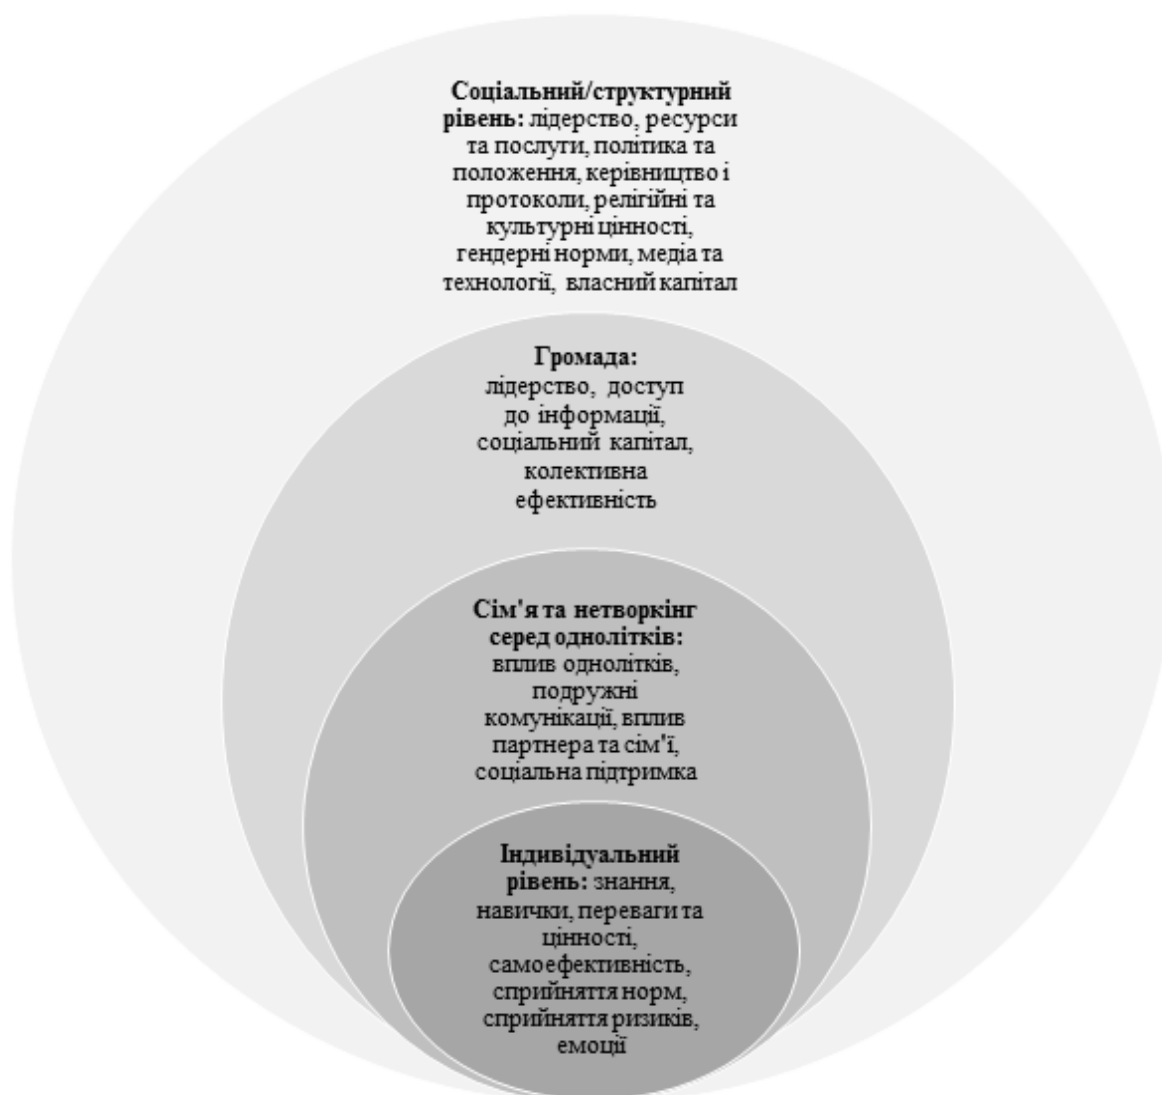 Соціальний/структурний
рівень: лідерство, ресурси
та послуги, політика та
положення, керівництво і
протоколи, релігійні та
культурні цінності,
гендерні норми, медіа та
технології, власний капітал
Громада:
лідерство, доступ
до інформації,
соціальний капітал,
колективна
ефективність
Сім'я та нетворкінг
серед однолітків:
вплив однолітків,
подружні
комунікації, вплив
партнера та сім'ї,
соціальна підтримка
Індивідуальний
рівень: знання,
навички, переваги та
цінності,
самоефективність,
сприйняття норм,
сприйняття ризиків,
емоції